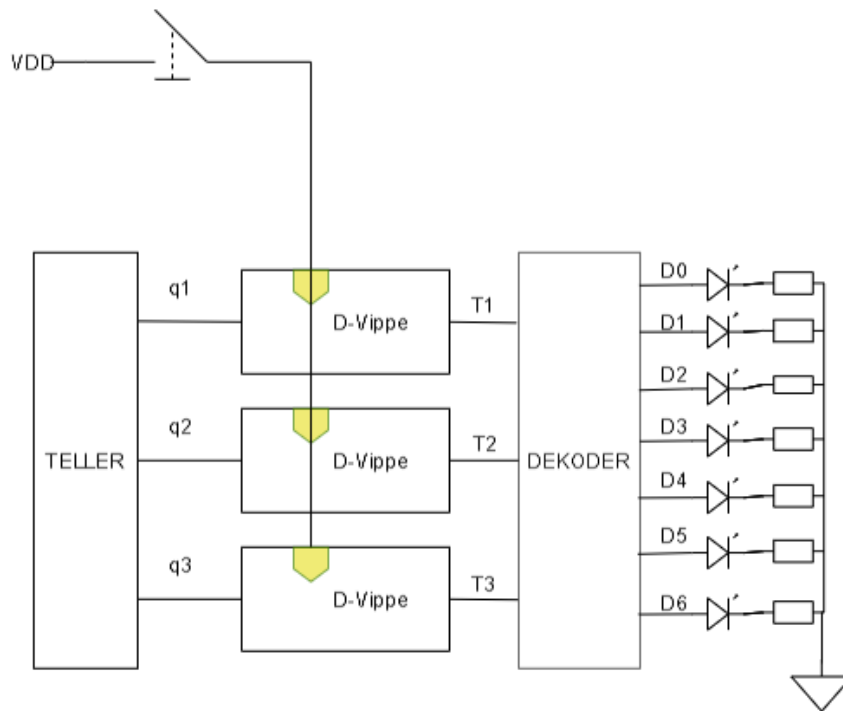 VDD
q1
D-Vippe
T1
D0
D1
D2
TELLER
q2
D-Vippe
T2
DEKODER
D3
D4
q3
D-Vippe
T3
D5
D6